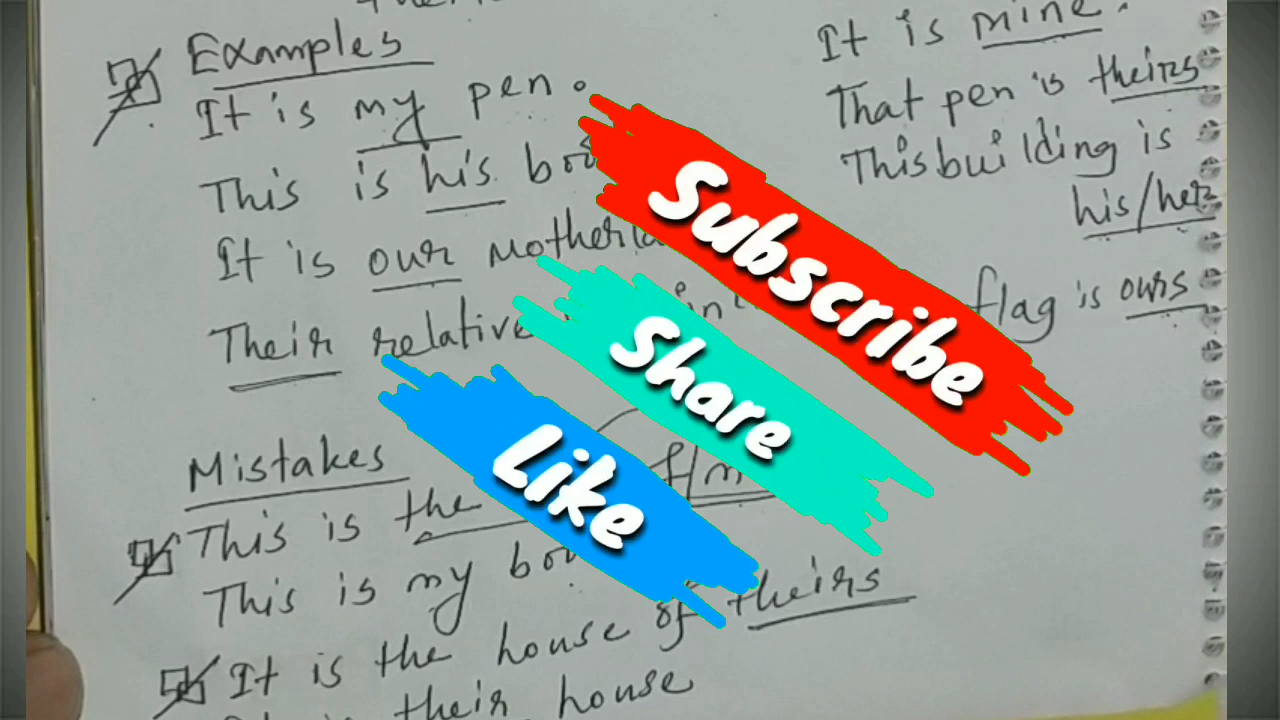 Examples
It is my pen.
This is his
It is our
Their relative
It is mine.
That pen is theirs
This building is
his/her
flag is ours
Subscribe
Share
Like
Mistakes
This is the
This is my
It is the house of theirs
their house